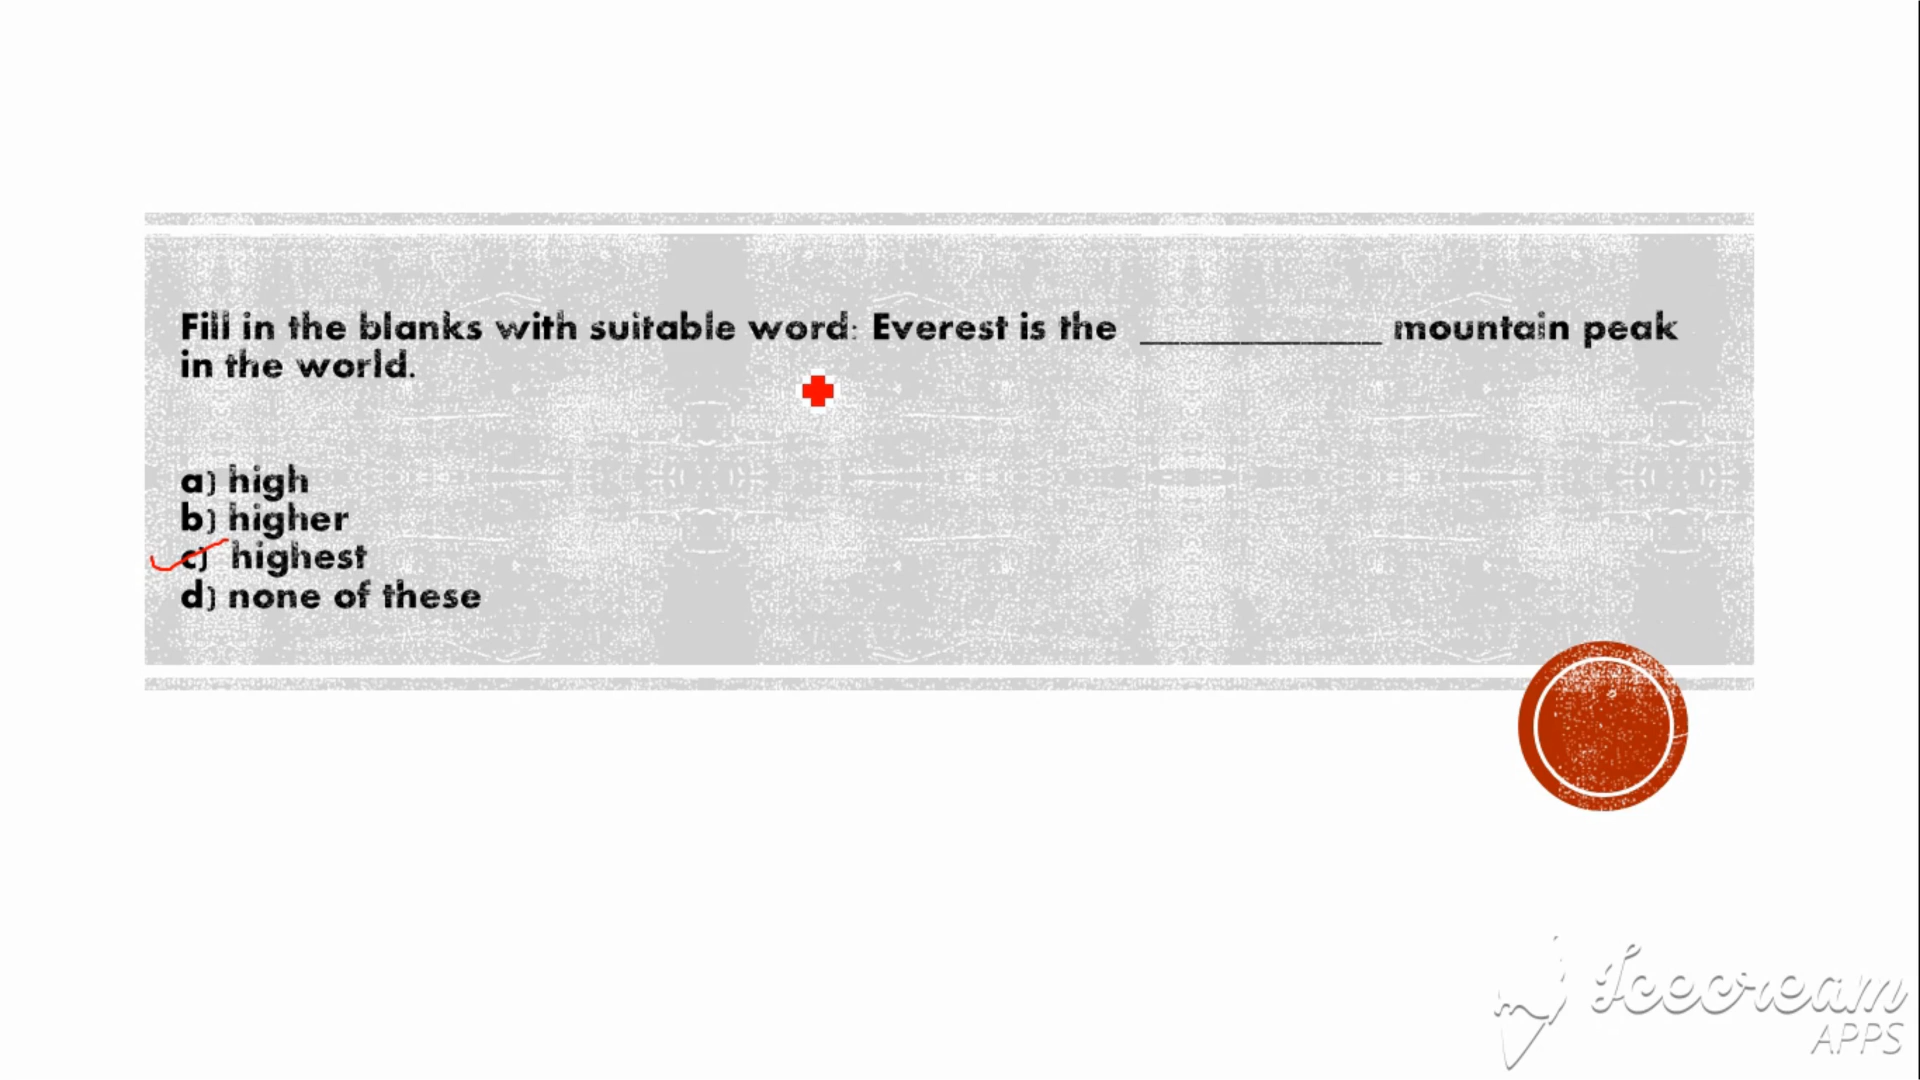 Fill in the blanks with suitable word: Everest is the ______________ mountain peak
in the world.
a) high
b) higher
c) highest
d) none of these
Icecream
APPS